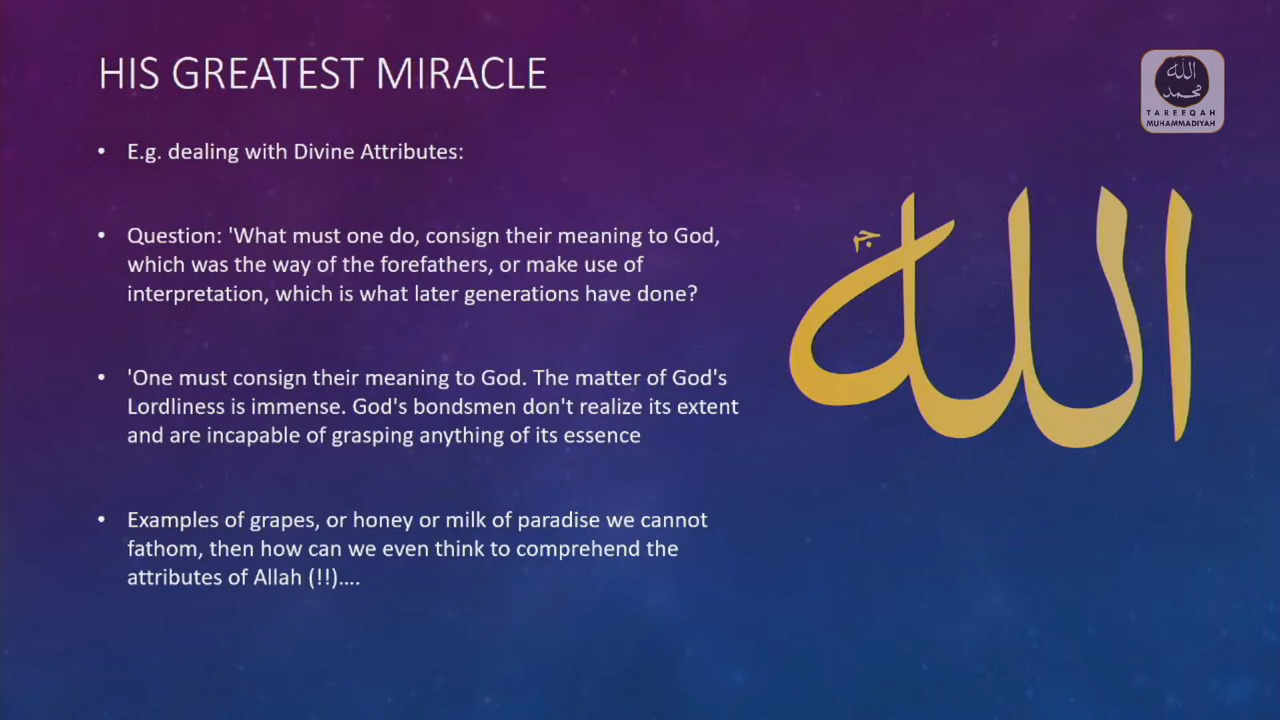 HIS GREATEST MIRACLE
• E.g. dealing with Divine Attributes:
• Question: 'What must one do, consign their meaning to God,
which was the way of the forefathers, or make use of
interpretation, which is what later generations have done?
• 'One must consign their meaning to God. The matter of God's
Lordliness is immense. God's bondsmen don't realize its extent
and are incapable of grasping anything of its essence
• Examples of grapes, or honey or milk of paradise we cannot
fathom, then how can we even think to comprehend the
attributes of Allah (!!)....
الله
محمد
TAREEQAH
MUHAMMADIYAH
الله